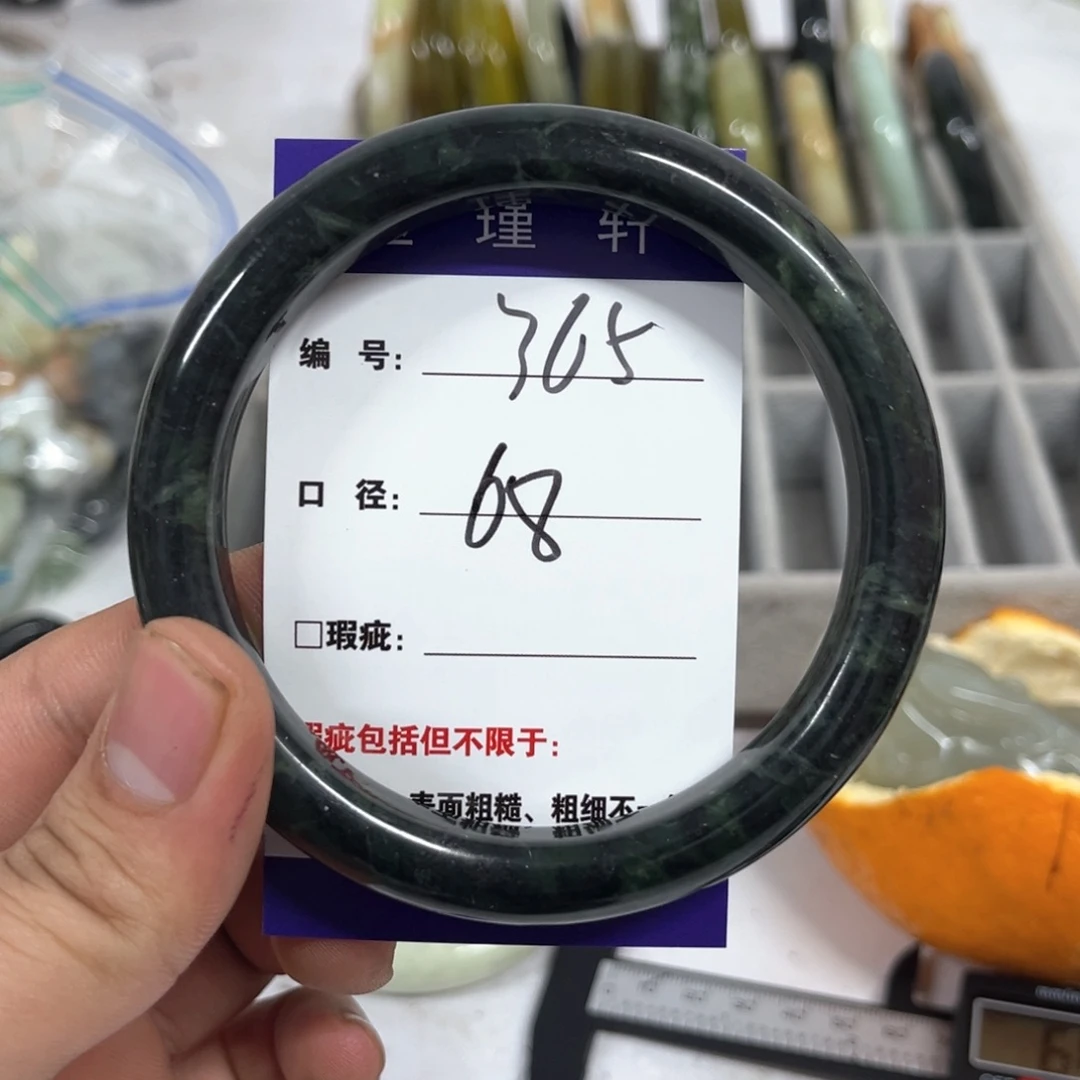 瑾 轩
编 号: 365
口 径: 68
□瑕疵:
瑕疵包括但不限于:
表面粗糙、粗细不一